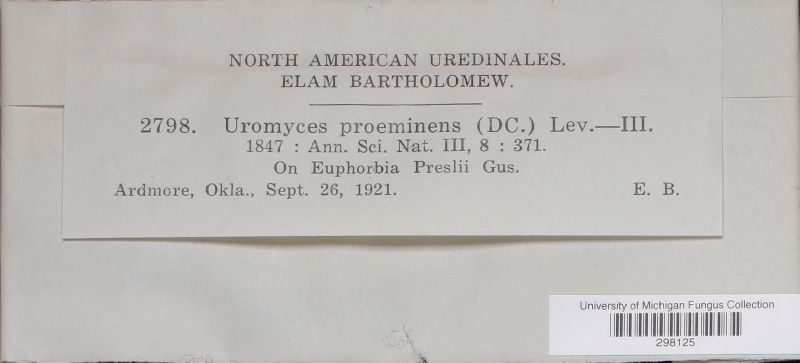 NORTH AMERICAN UREDINALES.
ELAM BARTHOLOMEW.
2798. Uromyces proeminens (DC.) Lev.—III.
1847 : Ann. Sci. Nat. III, 8 : 371.
On Euphorbia Preslii Gus.
Ardmore, Okla., Sept. 26, 1921. E. B.
University of Michigan Fungus Collection
298125